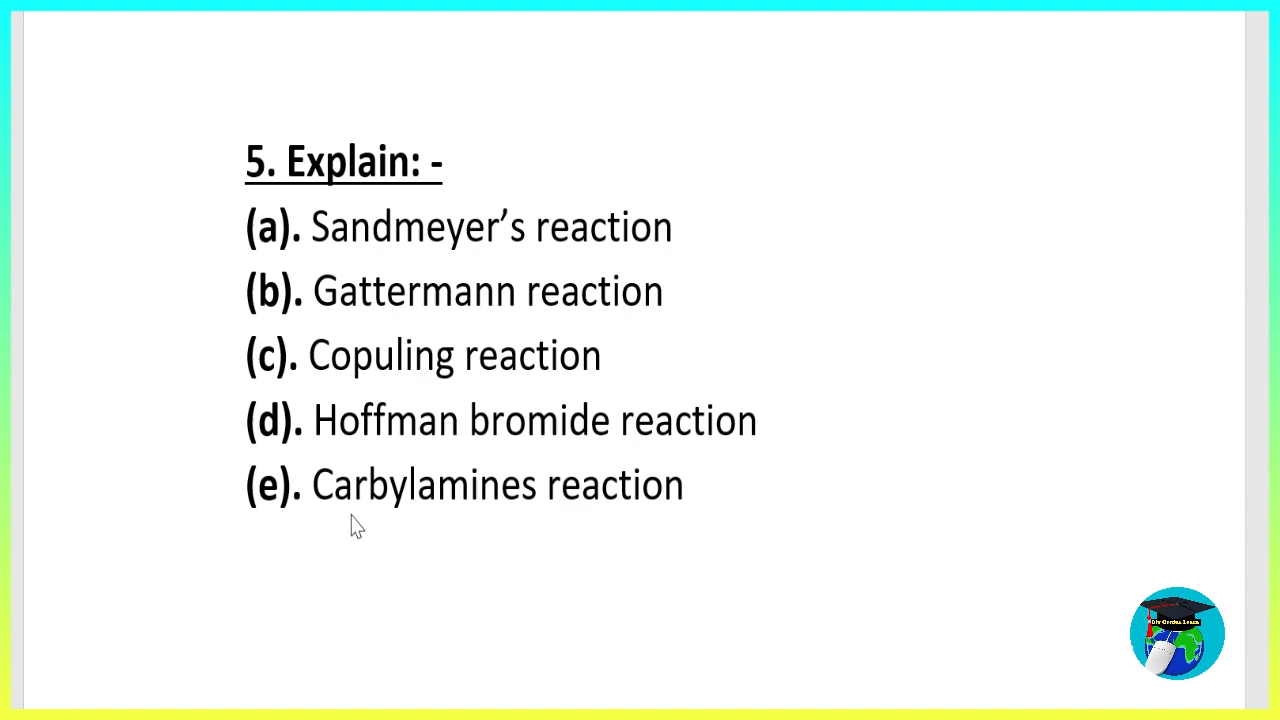 5. Explain: -
(a). Sandmeyer’s reaction
(b). Gattermann reaction
(c). Copuling reaction
(d). Hoffman bromide reaction
(e). Carbylamines reaction